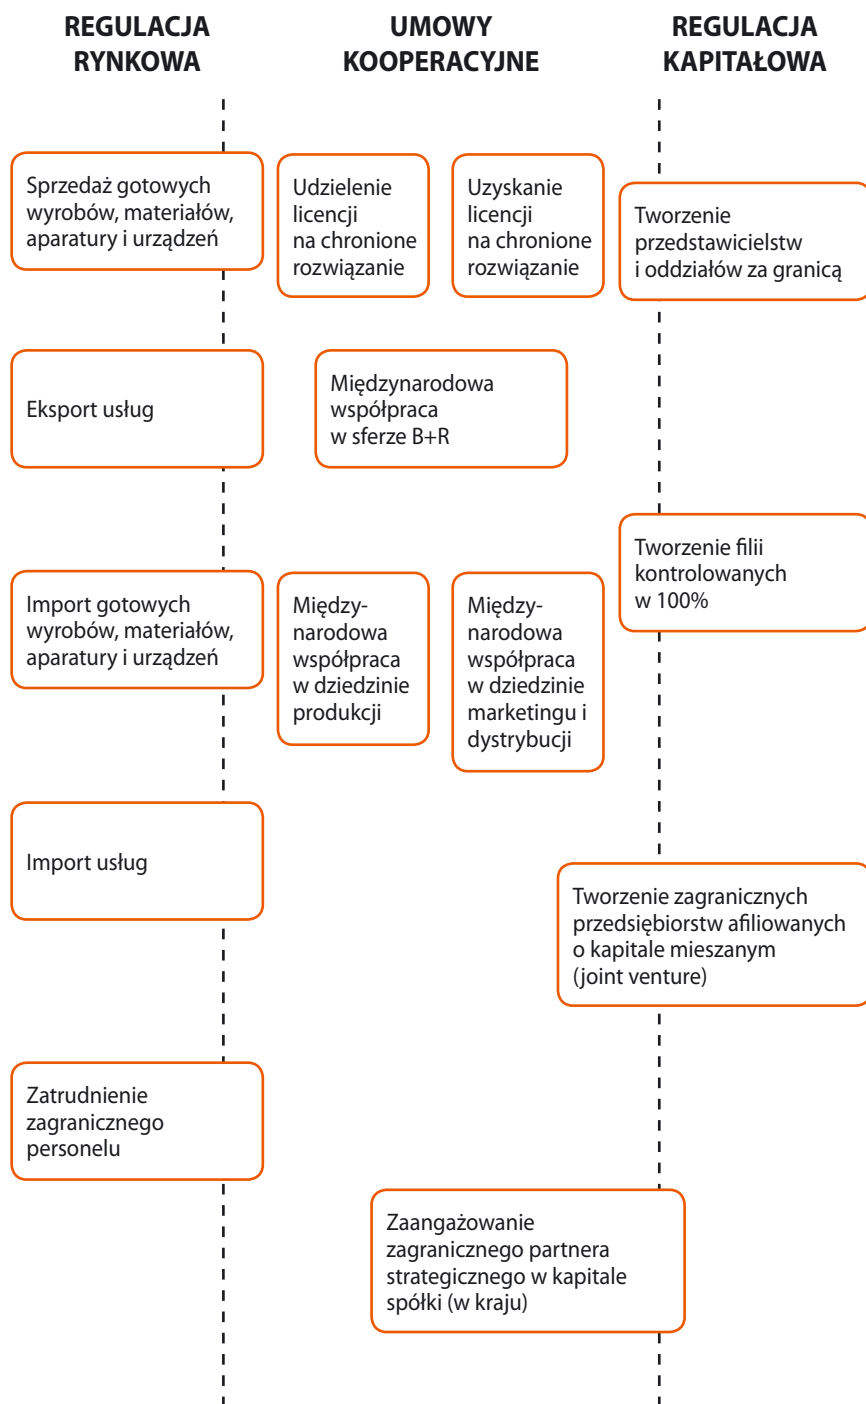 REGULACJA
RYNKOWA
UMOWY
KOOPERACYJNE
REGULACJA
KAPITAŁOWA
Sprzedaż gotowych
wyrobów, materiałów,
aparatury i urządzeń
Udzielenie
licencji
na chronione
rozwiązanie
Uzyskanie
licencji
na chronione
rozwiązanie
Tworzenie
przedstawicielstw
i oddziałów za granicą
Eksport usług
Międzynarodowa
współpraca
w sferze B+R
Tworzenie filii
kontrolowanych
w 100%
Import gotowych
wyrobów, materiałów,
aparatury i urządzeń
Między-
narodowa
współpraca
w dziedzinie
produkcji
Między-
narodowa
współpraca
w dziedzinie
marketingu i
dystrybucji
Import usług
Tworzenie zagranicznych
przedsiębiorstw afiliowanych
o kapitale mieszanym
(joint venture)
Zatrudnienie
zagranicznego
personelu
Zaangażowanie
zagranicznego partnera
strategicznego w kapitale
spółki (w kraju)